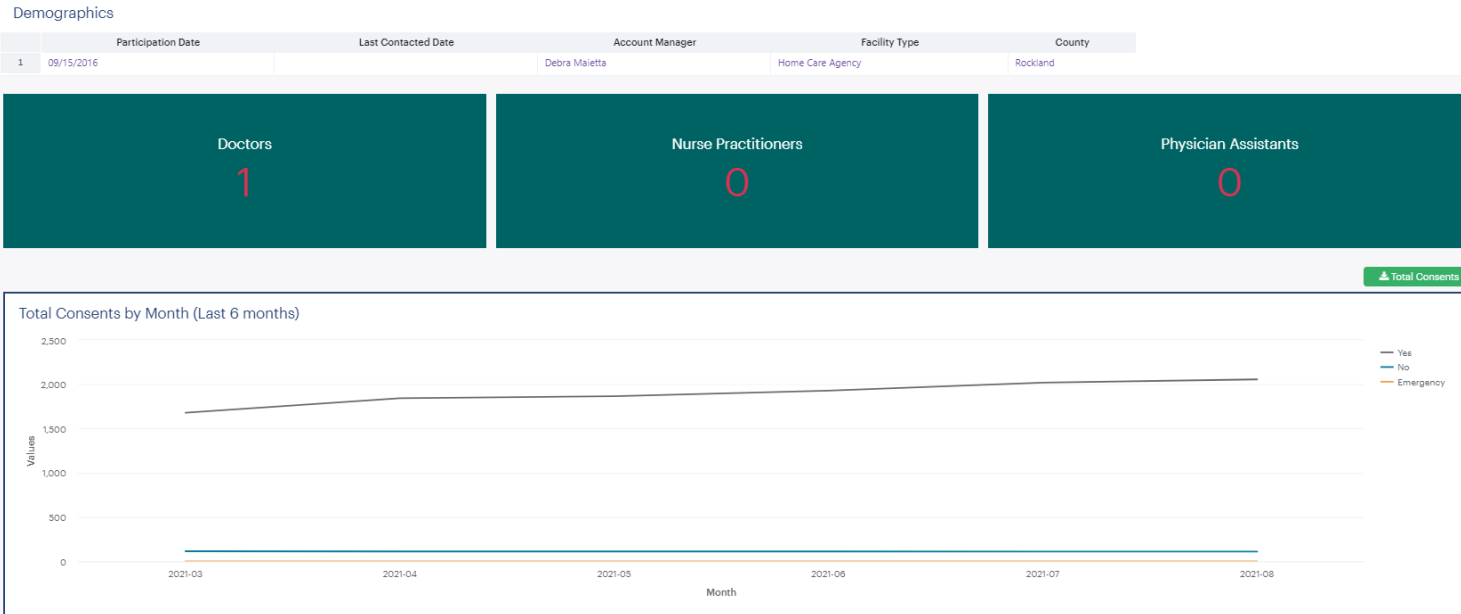 Demographics
Participation Date Last Contacted Date Account Manager Facility Type County
1 09/15/2016 Debra Maietta Home Care Agency Rockland
Doctors Nurse Practitioners Physician Assistants
1 0 0
Total Consents
Total Consents by Month (Last 6 months)
2,500
Yes
No
Emergency
2,000
1,500
Values
1,000
500
0
2021-03 2021-04 2021-05 2021-06 2021-07 2021-08
Month